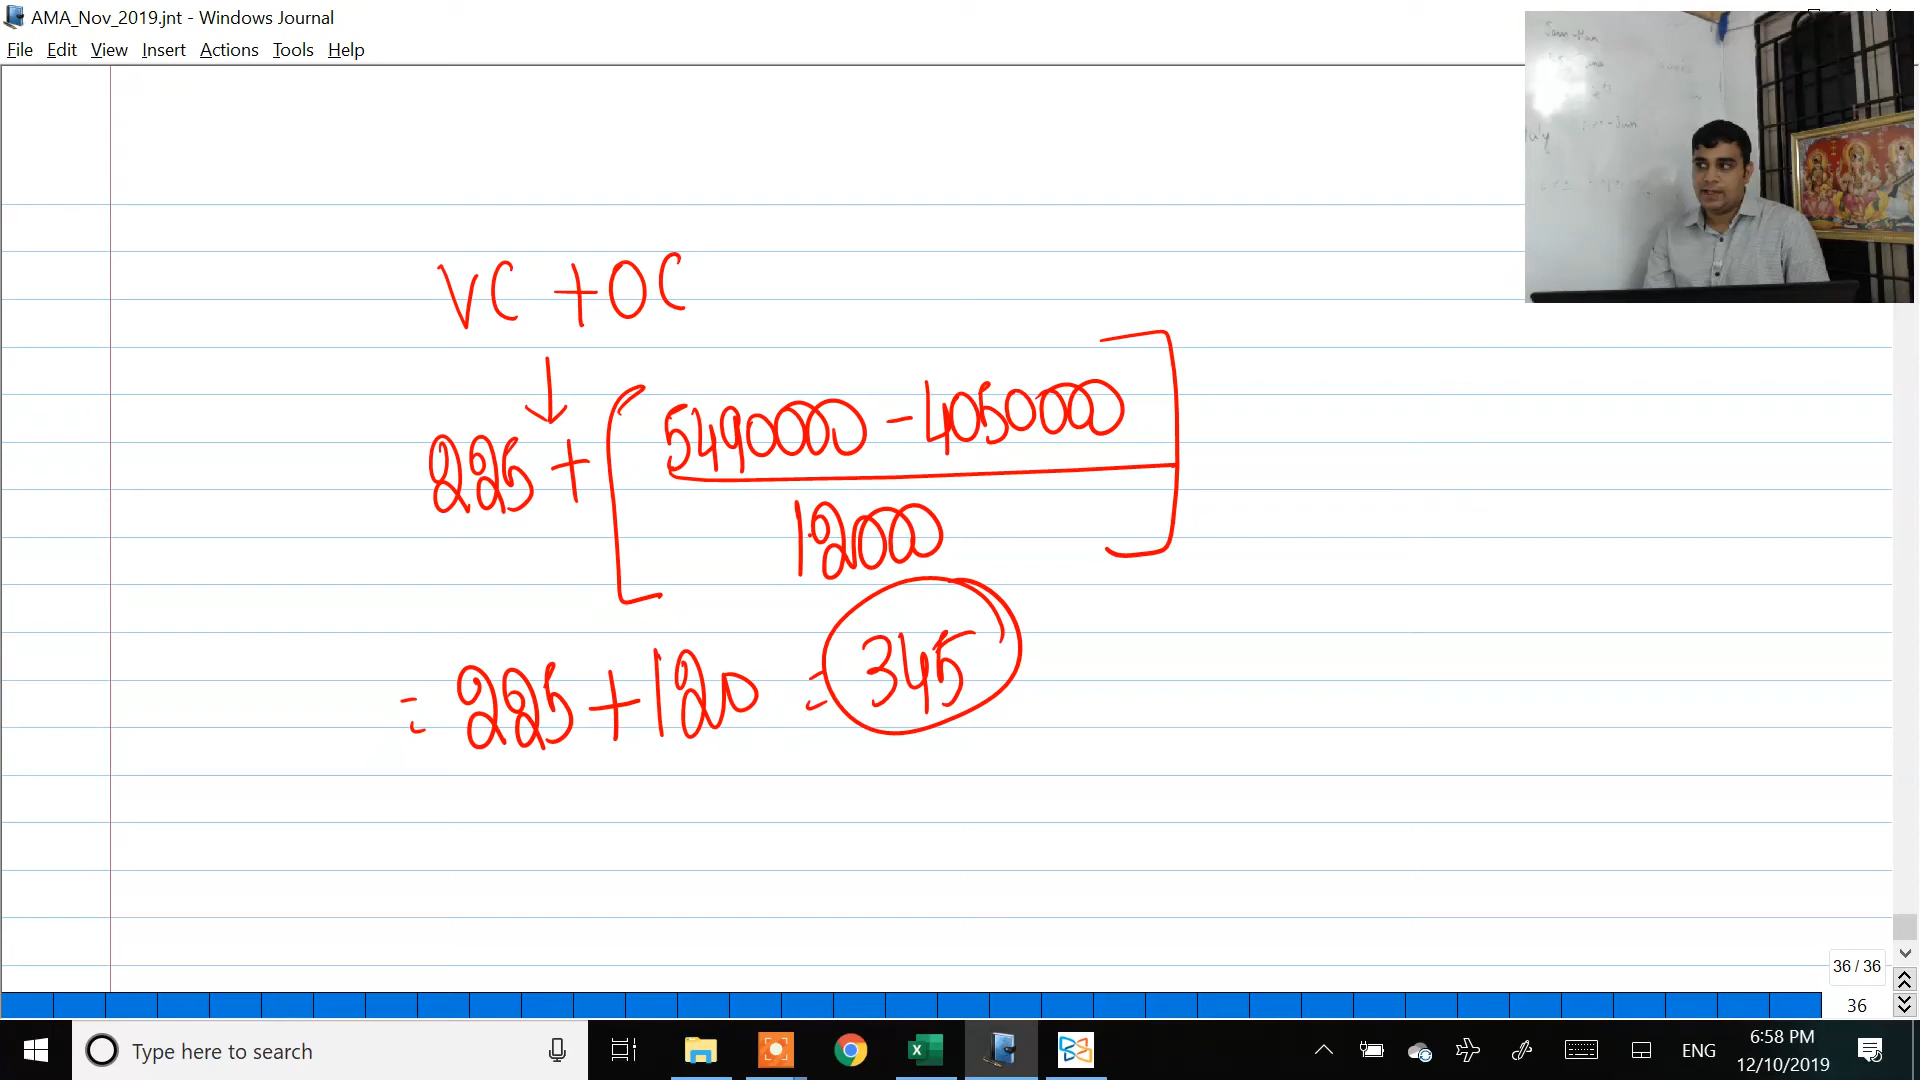 AMA_Nov_2019.jnt - Windows Journal
File Edit View Insert Actions Tools Help
VC + OC
225 + [ 5490000 - 4050000
12000 ]
= 225 + 120 = 345
36 / 36
36
Type here to search
ENG
6:58 PM
12/10/2019